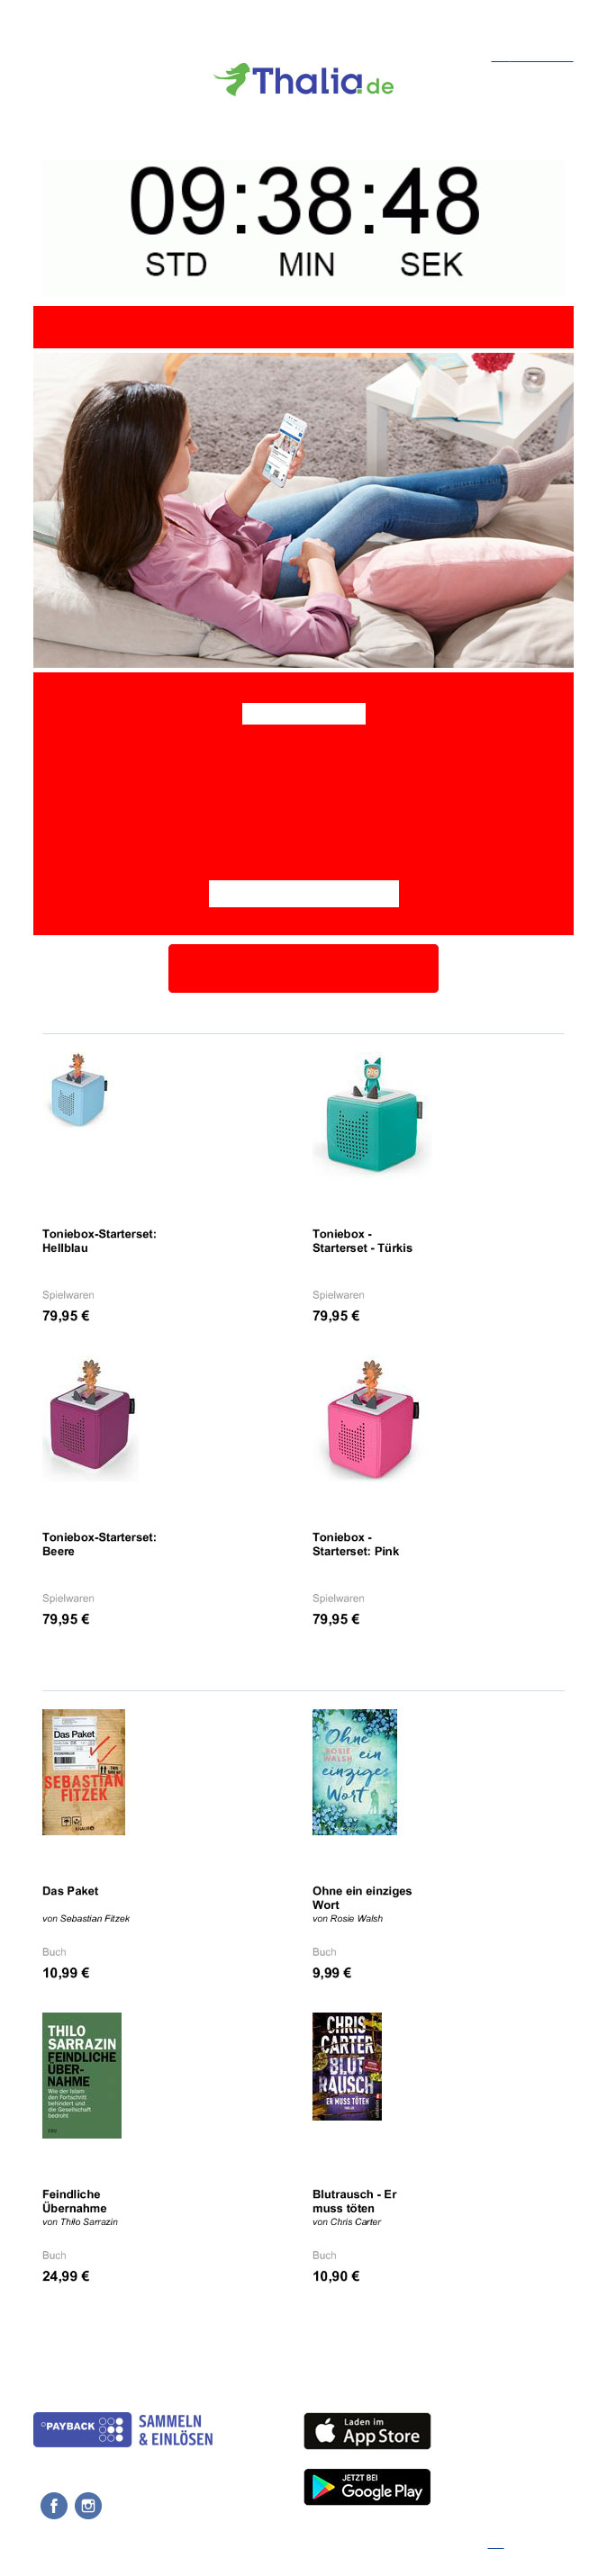 Thalia.de
09:38:48
STD MIN SEK
Toniebox-Starterset:
Hellblau
Spielwaren
79,95 €
Toniebox -
Starterset - Türkis
Spielwaren
79,95 €
Toniebox-Starterset:
Beere
Spielwaren
79,95 €
Toniebox -
Starterset: Pink
Spielwaren
79,95 €
Das Paket
SEBASTIAN
FITZEK
Das Paket
von Sebastian Fitzek
Buch
10,99 €
Ohne
ROSIE
WALSH
ein
einziges
Wort
Ohne ein einziges
Wort
von Rosie Walsh
Buch
9,99 €
THILO
SARRAZIN
FEINDLICHE
ÜBER-
NAHME
Wie der Islam
den Fortschritt
behindert und
die Gesellschaft
bedroht
Feindliche
Übernahme
von Thilo Sarrazin
Buch
24,99 €
CHRIS
CARTER
BLUT
RAUSCH
ER MUSS TÖTEN
Blutrausch - Er
muss töten
von Chris Carter
Buch
10,90 €
PAYBACK
SAMMELN
& EINLÖSEN
Laden im
App Store
JETZT BEI
Google Play